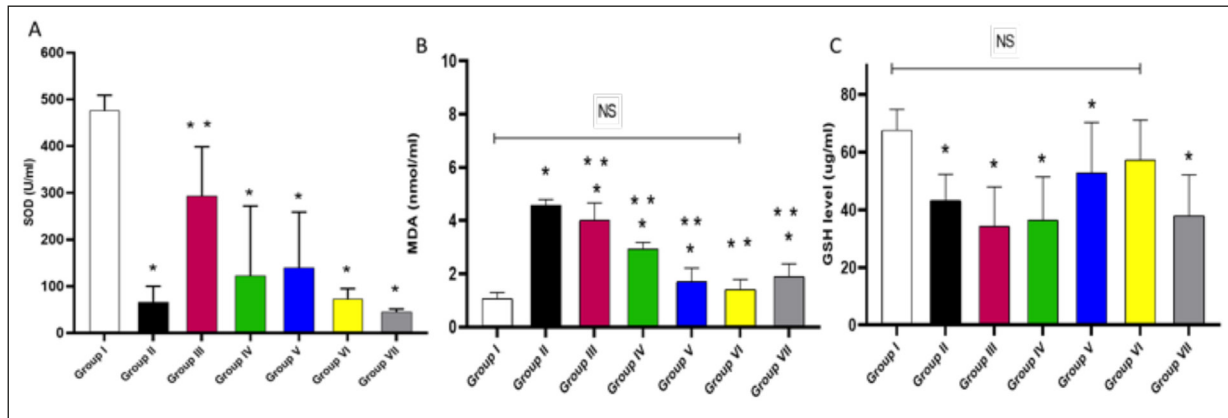 A
SOD (U/ml)
600
500
400
300
200
100
0
*
* *
*
*
*
*
Group I
Group II
Group III
Group IV
Group V
Group VI
Group VII
B
MDA (nmol/ml)
10
8
6
4
2
0
NS
*
* *
*
* *
*
* *
*
* *
* *
*
Group I
Group II
Group III
Group IV
Group V
Group VI
Group VII
C
GSH level (ug/ml)
80
60
40
20
0
NS
*
*
*
*
*
Group I
Group II
Group III
Group IV
Group V
Group VI
Group VII